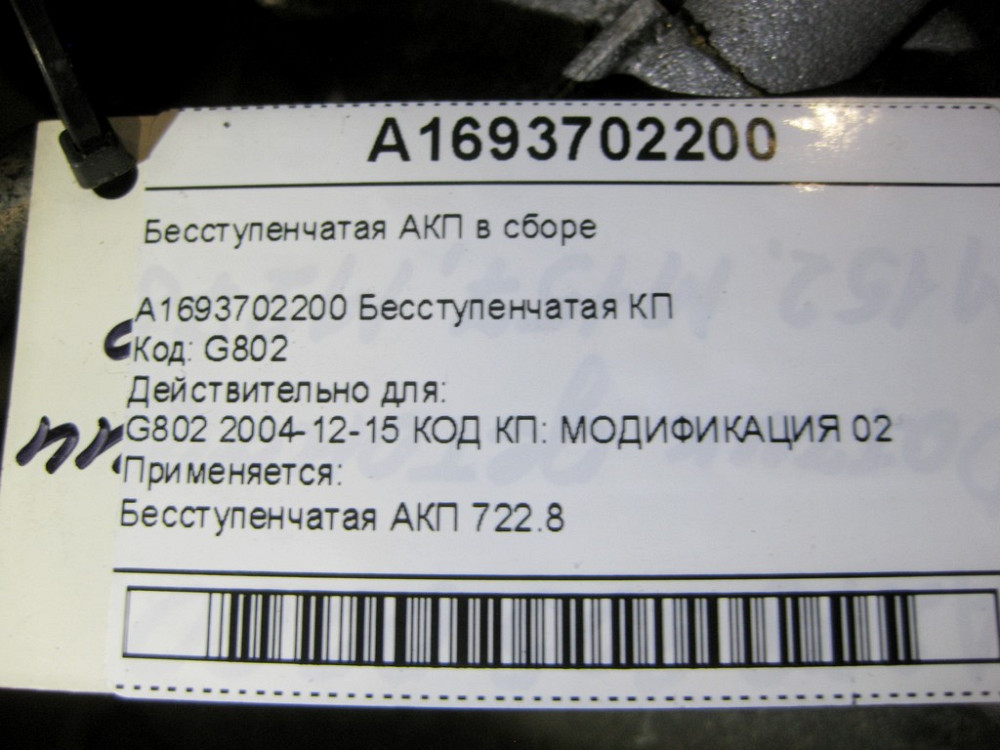 A1693702200
Бесступенчатая АКП в сборе
A1693702200 Бесступенчатая КП
Код: G802
Действительно для:
G802 2004-12-15 КОД КП: МОДИФИКАЦИЯ 02
Применяется:
Бесступенчатая АКП 722.8